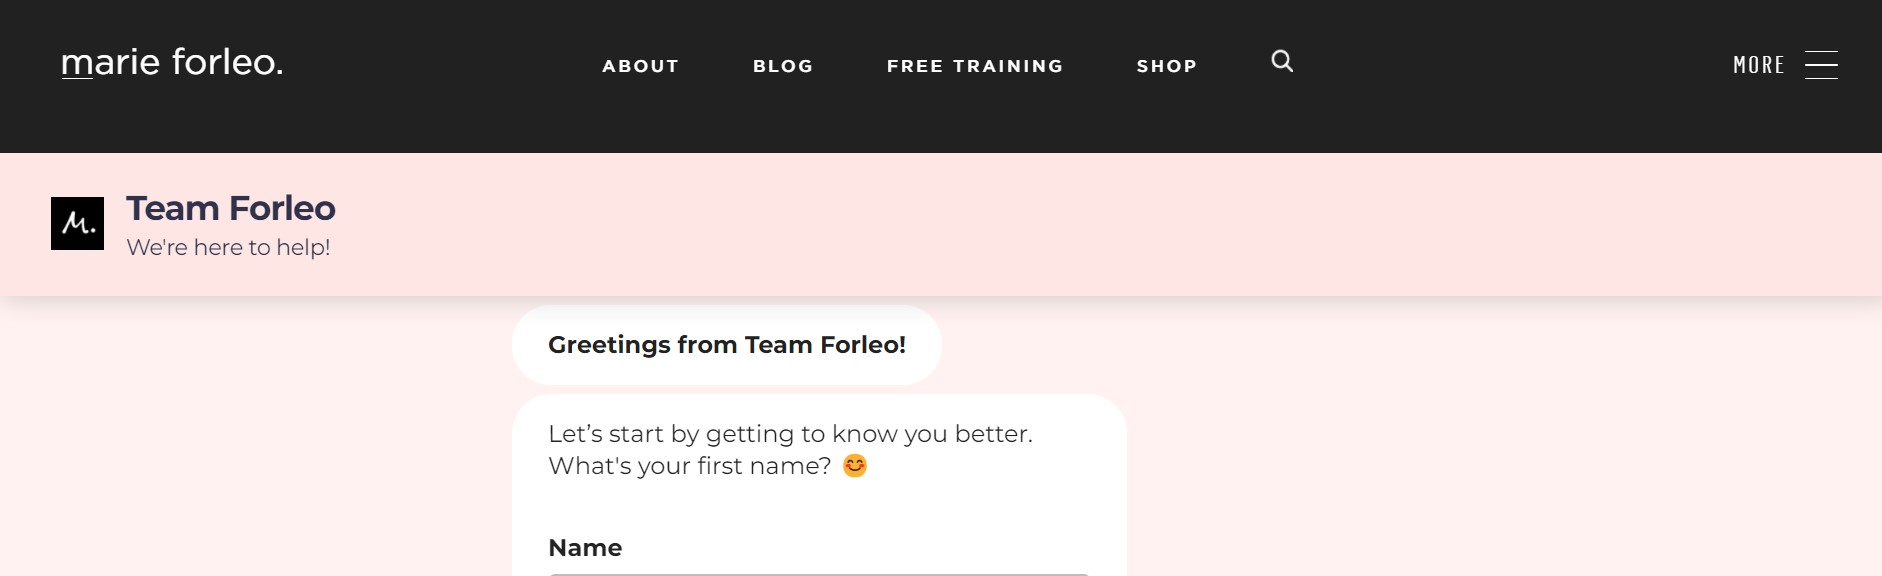 marie forleo.
ABOUT
BLOG
FREE TRAINING
SHOP
MORE
M.
Team Forleo
We're here to help!
Greetings from Team Forleo!
Let’s start by getting to know you better.
What's your first name? 😊
Name